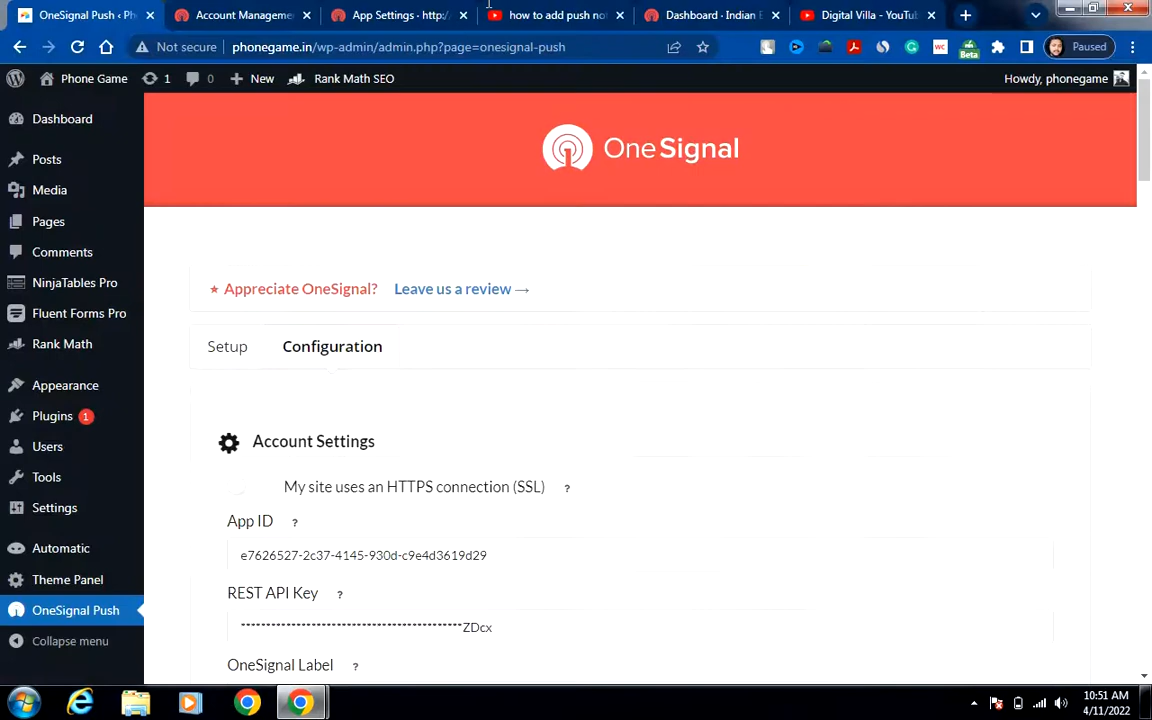 OneSignal Push ‹ Ph
Account Manageme
App Settings · http:/
how to add push no
Dashboard · Indian E
Digital Villa - YouTu
Not secure
phonegame.in/wp-admin/admin.php?page=onesignal-push
WC
Beta
Paused
Phone Game
1
0
New
Rank Math SEO
Howdy, phonegame
Dashboard
Posts
Media
Pages
Comments
NinjaTables Pro
Fluent Forms Pro
Rank Math
Appearance
Plugins 1
Users
Tools
Settings
Automatic
Theme Panel
OneSignal Push
Collapse menu
OneSignal
★ Appreciate OneSignal? Leave us a review →
Setup Configuration
Account Settings
My site uses an HTTPS connection (SSL) ?
App ID ?
e7626527-2c37-4145-930d-c9e4d3619d29
REST API Key ?
ZDcx
OneSignal Label ?
10:51 AM
4/11/2022